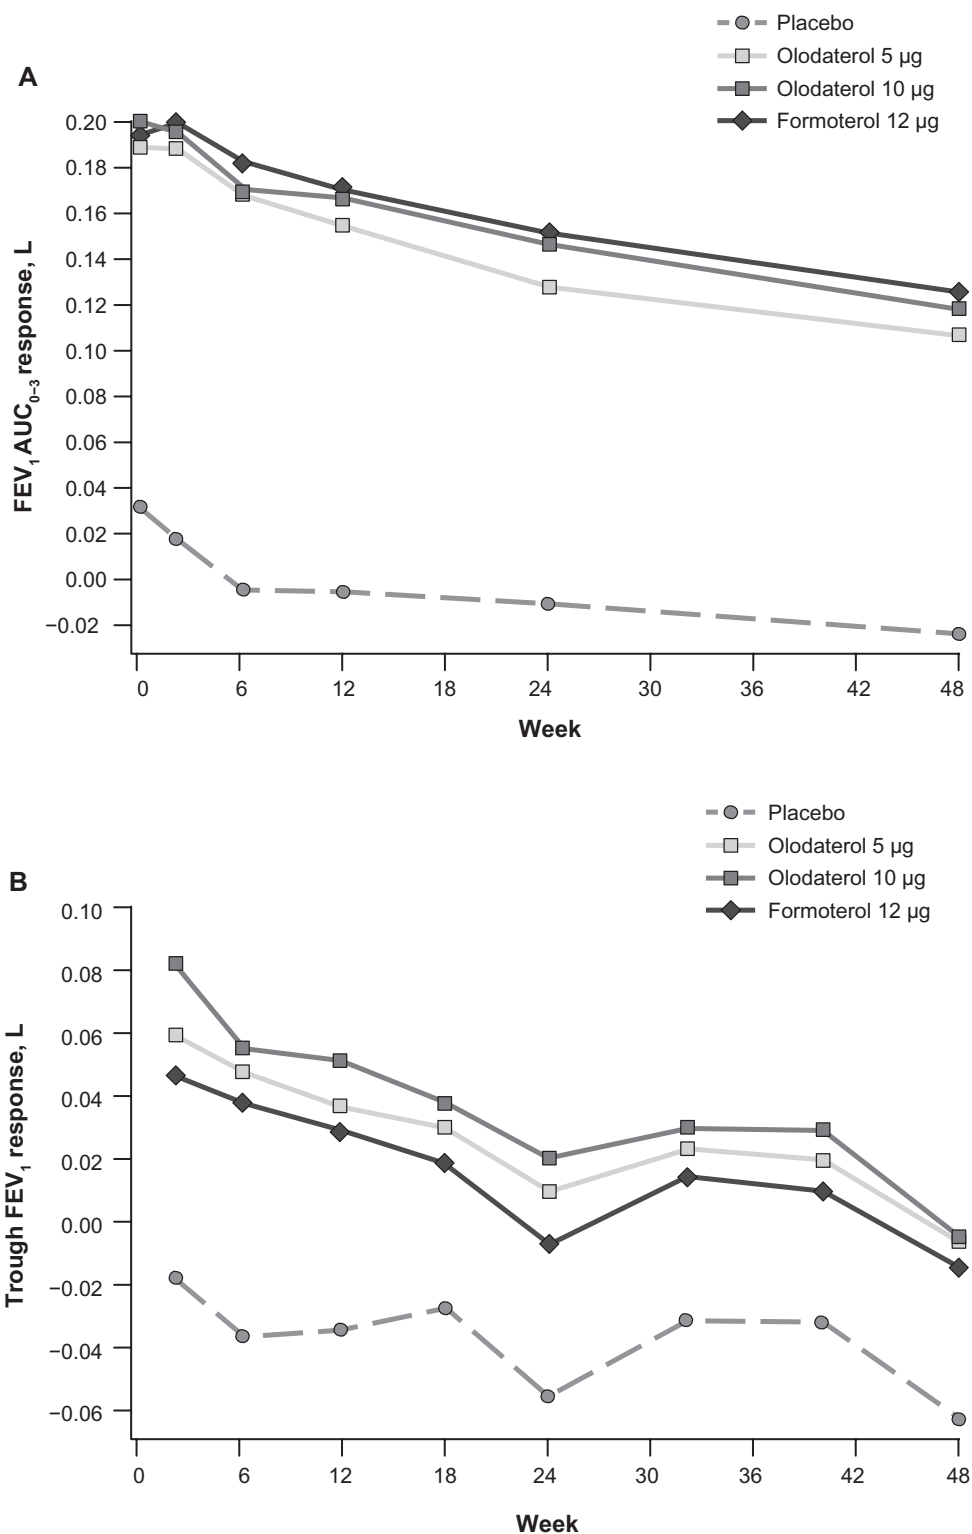 Placebo
Olodaterol 5 µg
Olodaterol 10 µg
Formoterol 12 µg
A
0.20
0.18
0.16
0.14
0.12
0.10
0.08
0.06
0.04
0.02
0.00
−0.02
FEV1 AUC0–3 response, L
0 6 12 18 24 30 36 42 48
Week
Placebo
Olodaterol 5 µg
Olodaterol 10 µg
Formoterol 12 µg
B
0.10
0.08
0.06
0.04
0.02
0.00
−0.02
−0.04
−0.06
Trough FEV1 response, L
0 6 12 18 24 30 36 42 48
Week